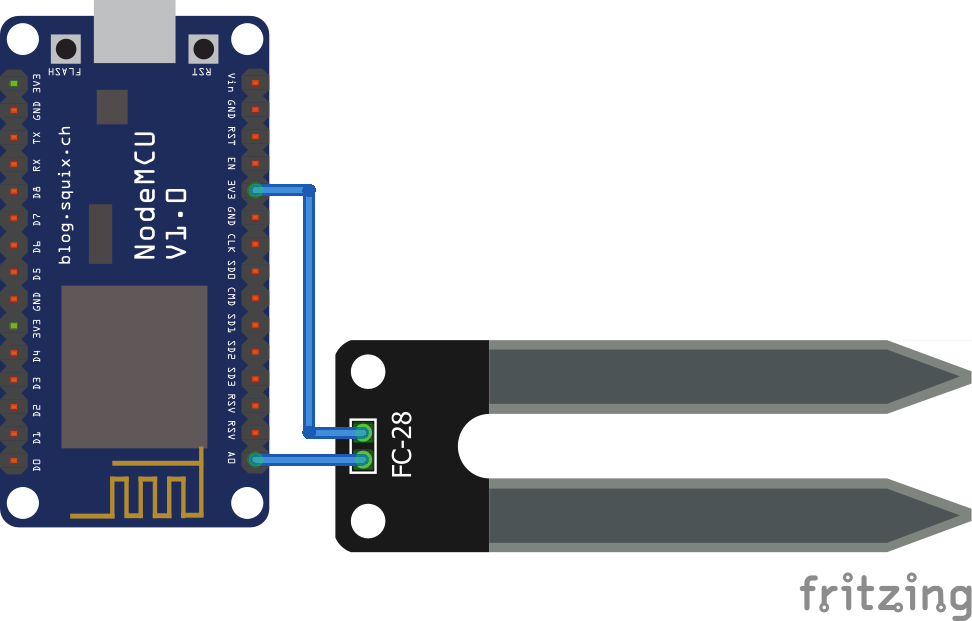 FLASH
RST
3V3
GND
TX
RX
D8
D7
D6
D5
GND
3V3
D4
D3
D2
D1
D0
blog.squix.ch
NodeMCU
V1.0
Vin
GND
RST
EN
3V3
GND
CLK
SD0
CMD
SD1
SD2
SD3
RSV
RSV
A0
FC-28
fritzing